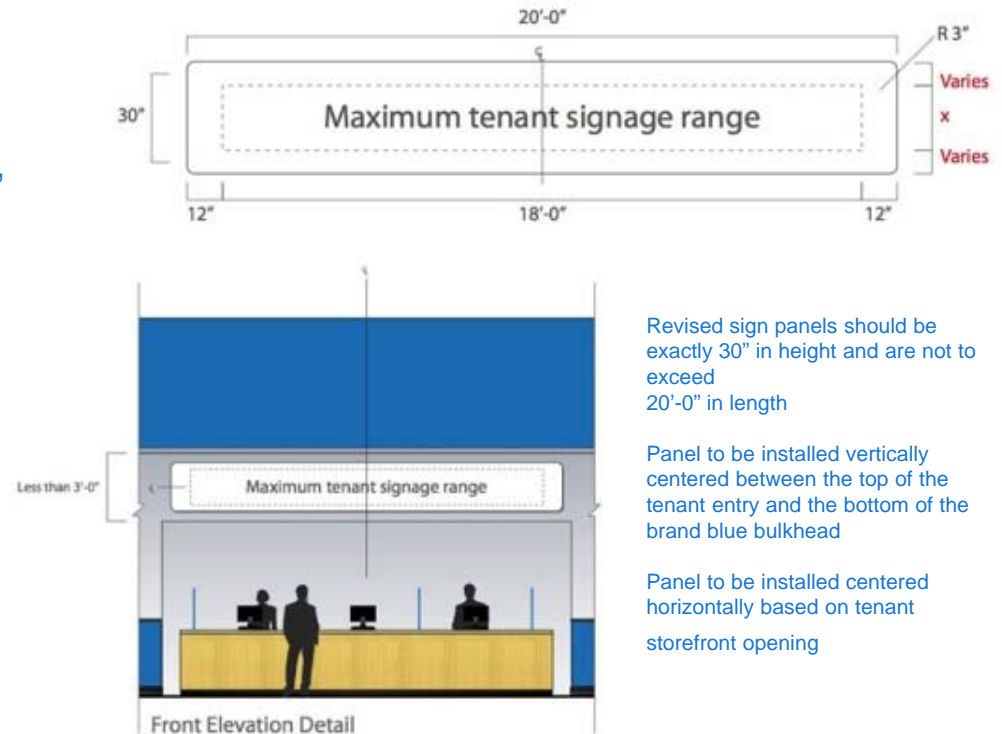 20'-0"
R 3"
30"
Maximum tenant signage range
Varies
x
Varies
12"
18'-0"
12"
”
Less than 3'-0"
Maximum tenant signage range
Front Elevation Detail
Revised sign panels should be
exactly 30” in height and are not to
exceed
20’-0” in length
Panel to be installed vertically
centered between the top of the
tenant entry and the bottom of the
brand blue bulkhead
Panel to be installed centered
horizontally based on tenant
storefront opening